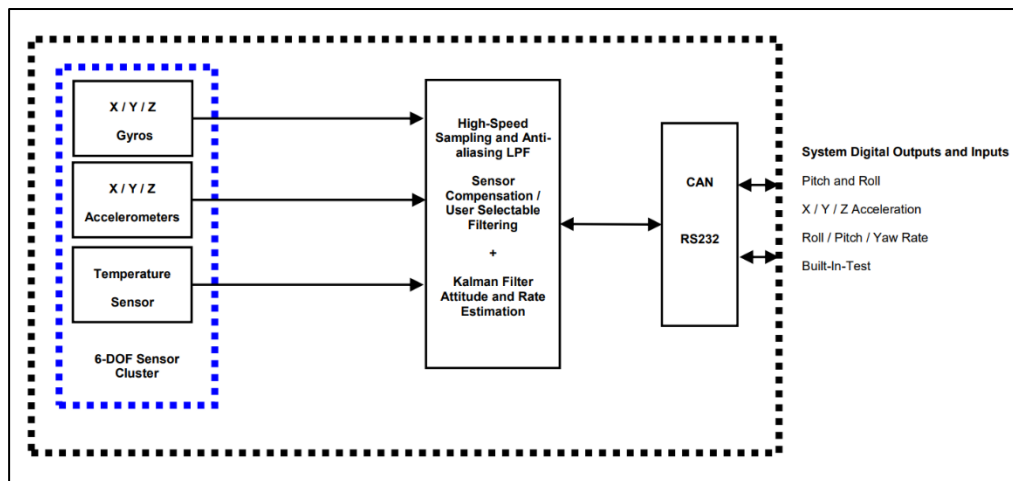 X / Y / Z
Gyros
X / Y / Z
Accelerometers
Temperature
Sensor
6-DOF Sensor
Cluster
High-Speed
Sampling and Anti-
aliasing LPF
Sensor
Compensation /
User Selectable
Filtering
+
Kalman Filter
Attitude and Rate
Estimation
CAN
RS232
System Digital Outputs and Inputs
Pitch and Roll
X / Y / Z Acceleration
Roll / Pitch / Yaw Rate
Built-In-Test